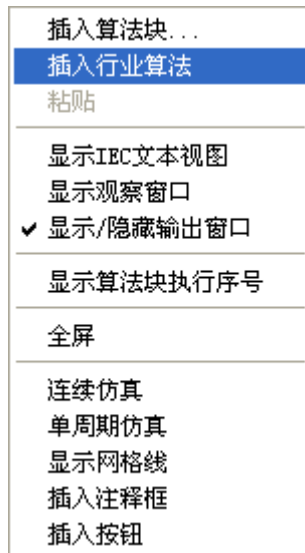 插入算法块...
插入行业算法
粘贴
显示IEC文本视图
显示观察窗口
显示/隐藏输出窗口
显示算法块执行序号
全屏
连续仿真
单周期仿真
显示网格线
插入注释框
插入按钮